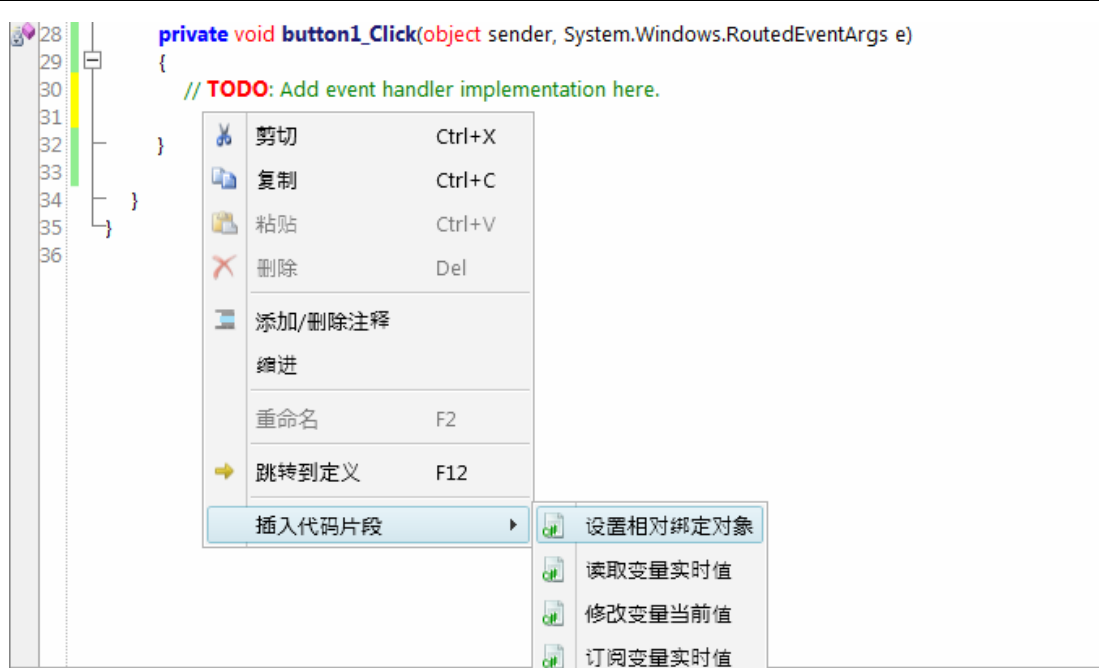 28 private void button1_Click(object sender, System.Windows.RoutedEventArgs e)
29 {
30 // TODO: Add event handler implementation here.
31
32 }
33
34 }
35 }
36
剪切 Ctrl+X
复制 Ctrl+C
粘贴 Ctrl+V
删除 Del
添加/删除注释
缩进
重命名 F2
跳转到定义 F12
插入代码片段
设置相对绑定对象
读取变量实时值
修改变量当前值
订阅变量实时值